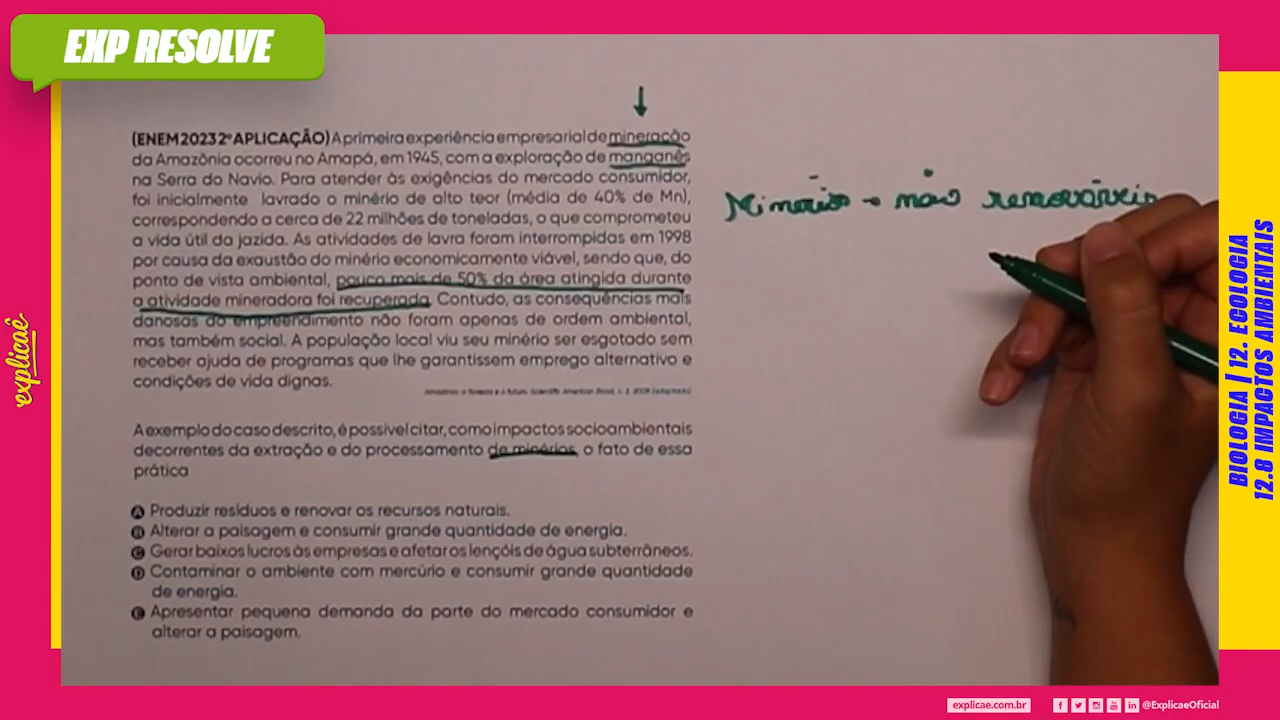 EXP RESOLVE
(ENEM 2023 2ª APLICAÇÃO) A primeira experiência empresarial de mineração
da Amazônia ocorreu no Amapá, em 1945, com a exploração de manganês
na Serra do Navio. Para atender às exigências do mercado consumidor,
foi inicialmente lavrado o minério de alto teor (média de 40% de Mn),
correspondendo a cerca de 22 milhões de toneladas, o que comprometeu
a vida útil da jazida. As atividades de lavra foram interrompidas em 1998
por causa da exaustão do minério economicamente viável, sendo que, do
ponto de vista ambiental, pouco mais de 50% da área atingida durante
a atividade mineradora foi recuperada. Contudo, as consequências mais
danosas do empreendimento não foram apenas de ordem ambiental,
mas também social. A população local viu seu minério ser esgotado sem
receber ajuda de programas que lhe garantissem emprego alternativo e
condições de vida dignas.
Amazônia: a floresta e o futuro. Scientific American Brasil, n. 2, 2008 (adaptado)
A exemplo do caso descrito, é possível citar, como impactos socioambientais
decorrentes da extração e do processamento de minérios, o fato de essa
prática
A Produzir resíduos e renovar os recursos naturais.
B Alterar a paisagem e consumir grande quantidade de energia.
C Gerar baixos lucros às empresas e afetar os lençóis de água subterrâneos.
D Contaminar o ambiente com mercúrio e consumir grande quantidade
de energia.
E Apresentar pequena demanda da parte do mercado consumidor e
alterar a paisagem.
Minérios → não
explicaê
BIOLOGIA | 12. ECOLOGIA
12.8 IMPACTOS AMBIENTAIS
explicae.com.br
@ExplicaeOficial